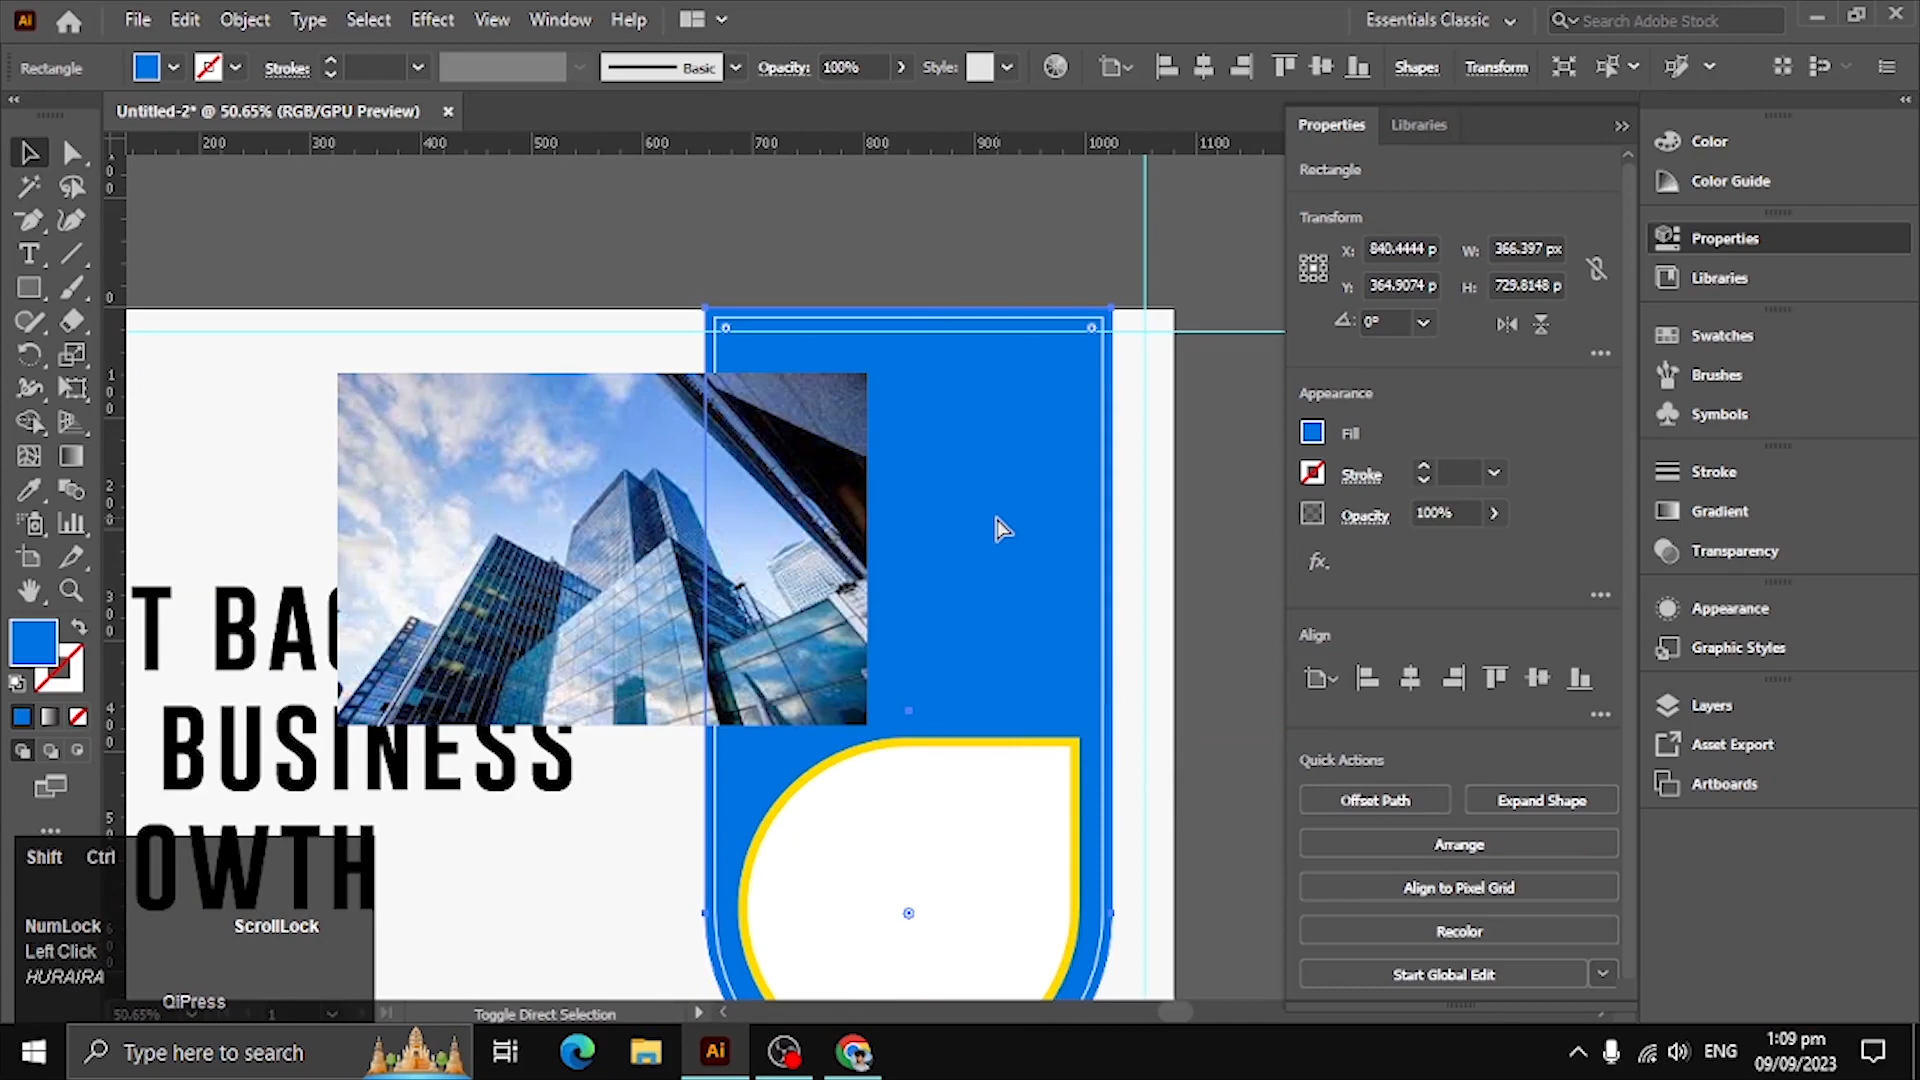 Ai File Edit Object Type Select Effect View Window Help Essentials Classic Search Adobe Stock
Rectangle Stroke: Basic Opacity: 100% Style: Shape: Transform
Untitled-2* @ 50.65% (RGB/GPU Preview)
200 300 400 500 600 700 800 900 1000 1100
Properties Libraries
Rectangle
Transform
X: 840.4444 p W: 366.397 px
Y: 364.9074 p H: 729.8148 p
0°
Appearance
Fill
Stroke
Opacity 100%
fx.
Align
Quick Actions
Offset Path Expand Shape
Arrange
Align to Pixel Grid
Recolor
Start Global Edit
Color
Color Guide
Properties
Libraries
Swatches
Brushes
Symbols
Stroke
Gradient
Transparency
Appearance
Graphic Styles
Layers
Asset Export
Artboards
T BAC
BUSINESS
OWTH
Shift Ctrl
NumLock ScrollLock
Left Click
HURAIRA
QiPress
50.65% 1 Toggle Direct Selection
Type here to search Ai ENG 1:09 pm
09/09/2023